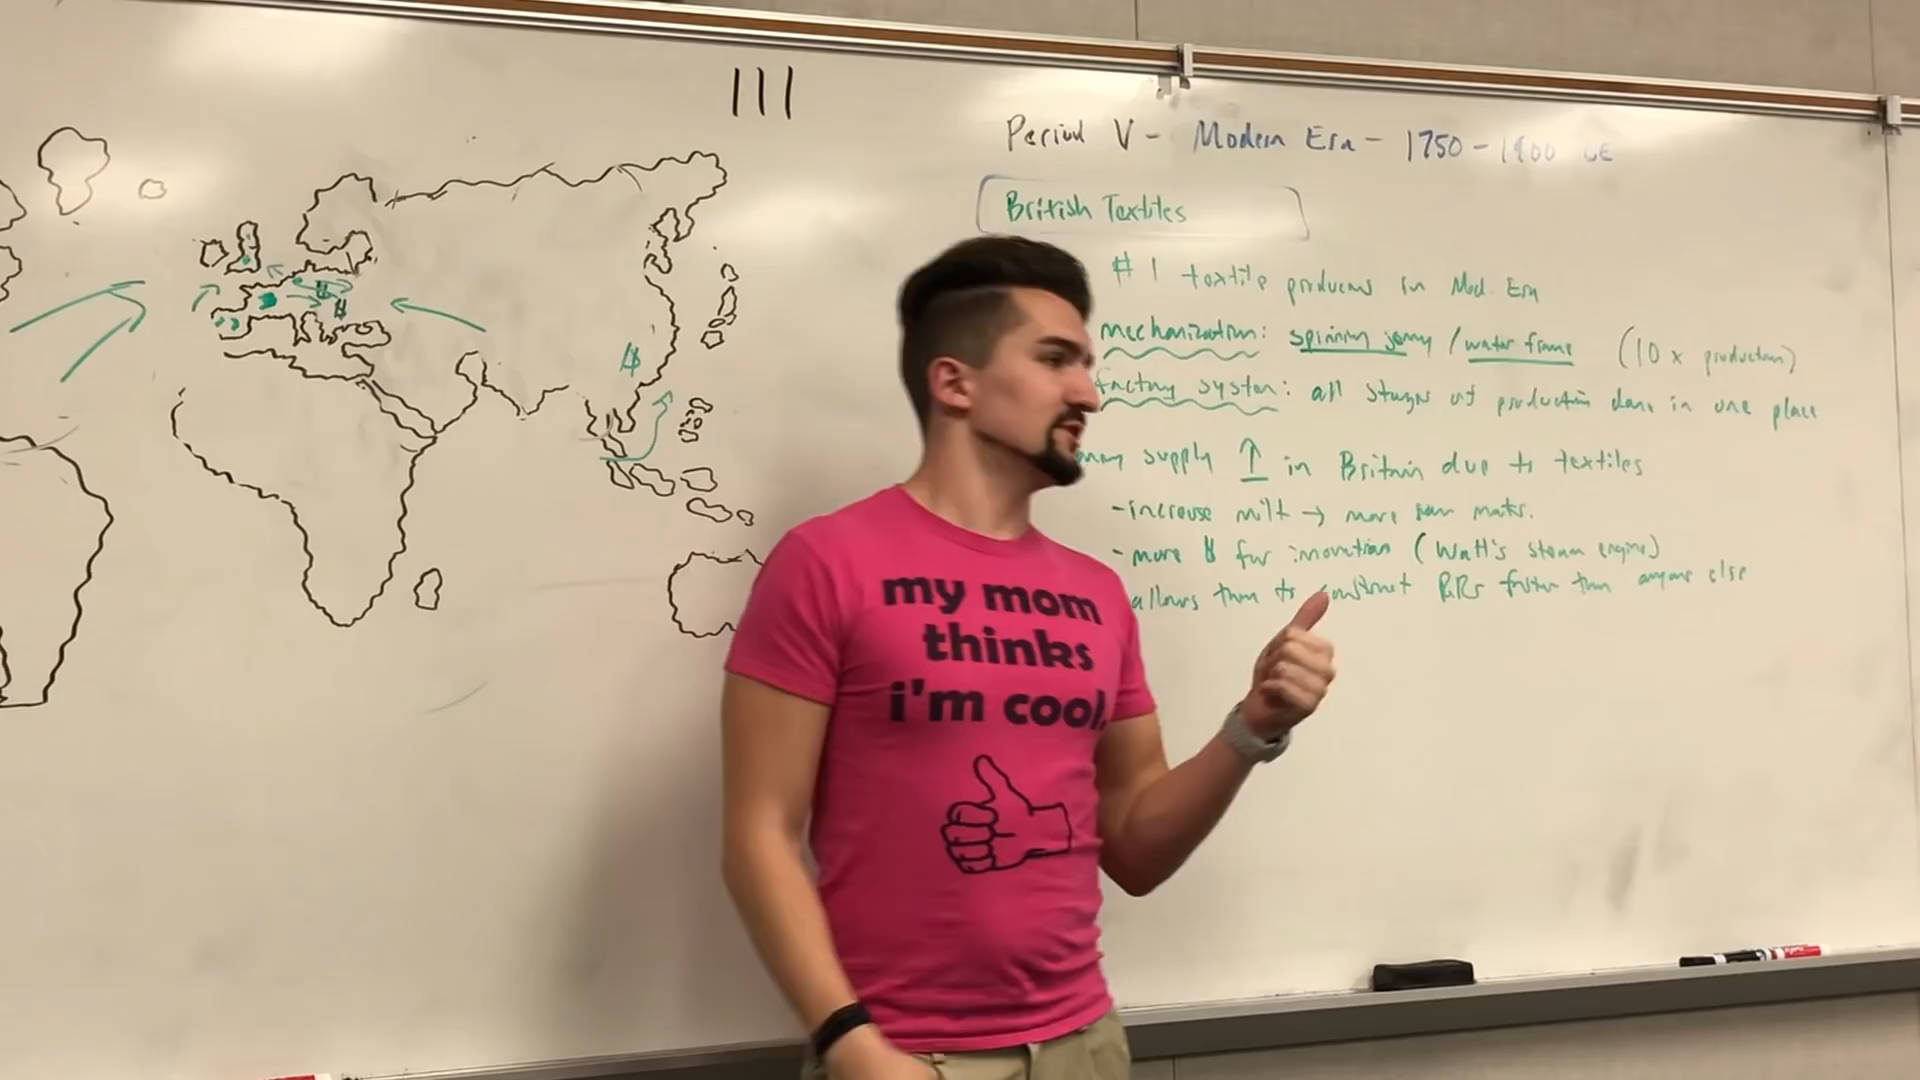 III
Period V - Modern Era - 1750-1900 CE
British Textiles
#1 textile producers in Mod. Era
mechanization: spinning jenny / water frame (10 x production)
factory system: all stages of production done in one place
money supply ↑ in Britain due to textiles
- increase milt → more raw mats.
- more $ for innovation (Watt's steam engine)
allows them to construct RRs faster than anyone else
$
$
$
my mom
thinks
i'm cool.